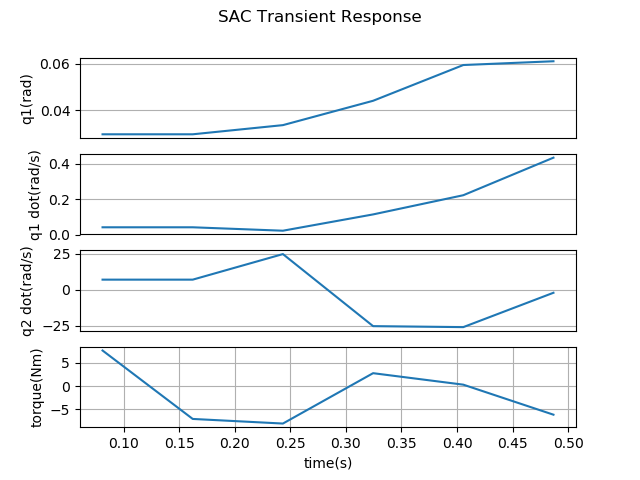 SAC Transient Response
q1(rad)
0.06
0.04
q1 dot(rad/s)
0.4
0.2
0.0
q2 dot(rad/s)
25
0
−25
torque(Nm)
5
0
−5
0.10 0.15 0.20 0.25 0.30 0.35 0.40 0.45 0.50
time(s)